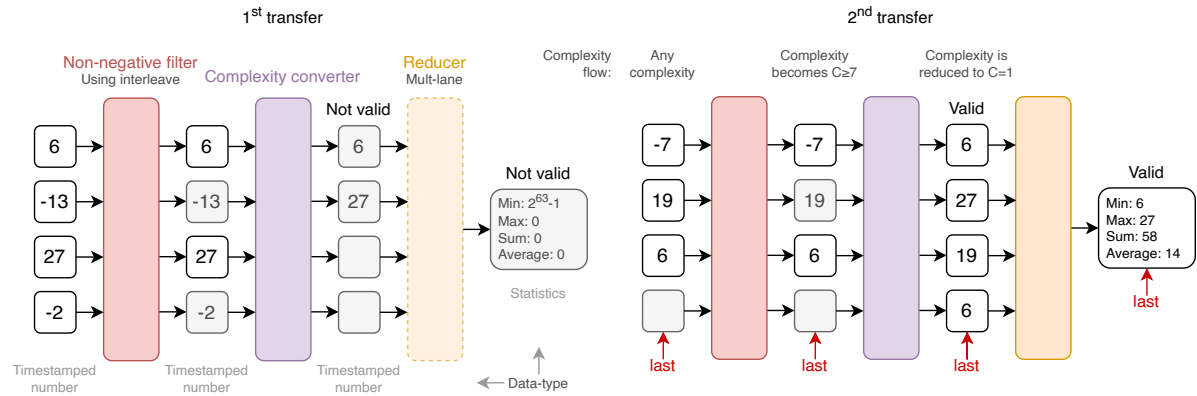 1st transfer
Non-negative filter
Using interleave
Complexity converter
Reducer
Mult-lane
Not valid
6
6
6
-13
-13
27
27
27
-2
-2
Not valid
Min: 2^63-1
Max: 0
Sum: 0
Average: 0
Statistics
Timestamped
number
Timestamped
number
Timestamped
number
Data-type
2nd transfer
Complexity
flow:
Any
complexity
Complexity
becomes C≥7
Complexity is
reduced to C=1
Valid
-7
-7
6
19
19
27
6
6
19
6
last
last
last
Valid
Min: 6
Max: 27
Sum: 58
Average: 14
last